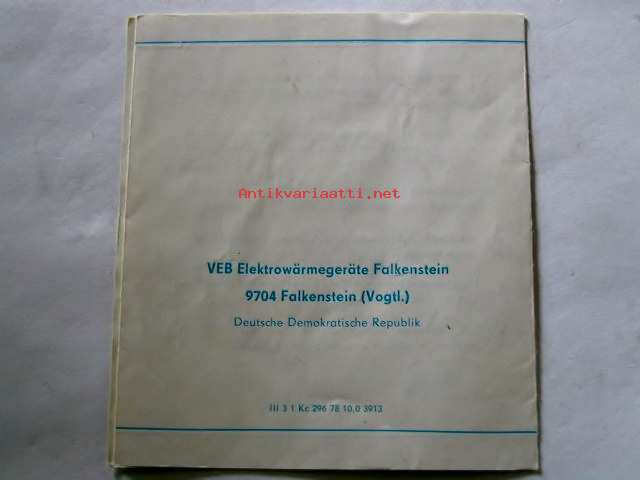 Antikvariaatti.net
VEB Elektrowärmegeräte Falkenstein
9704 Falkenstein (Vogtl.)
Deutsche Demokratische Republik
III 3 1 Kc 296 78 10,0 3913